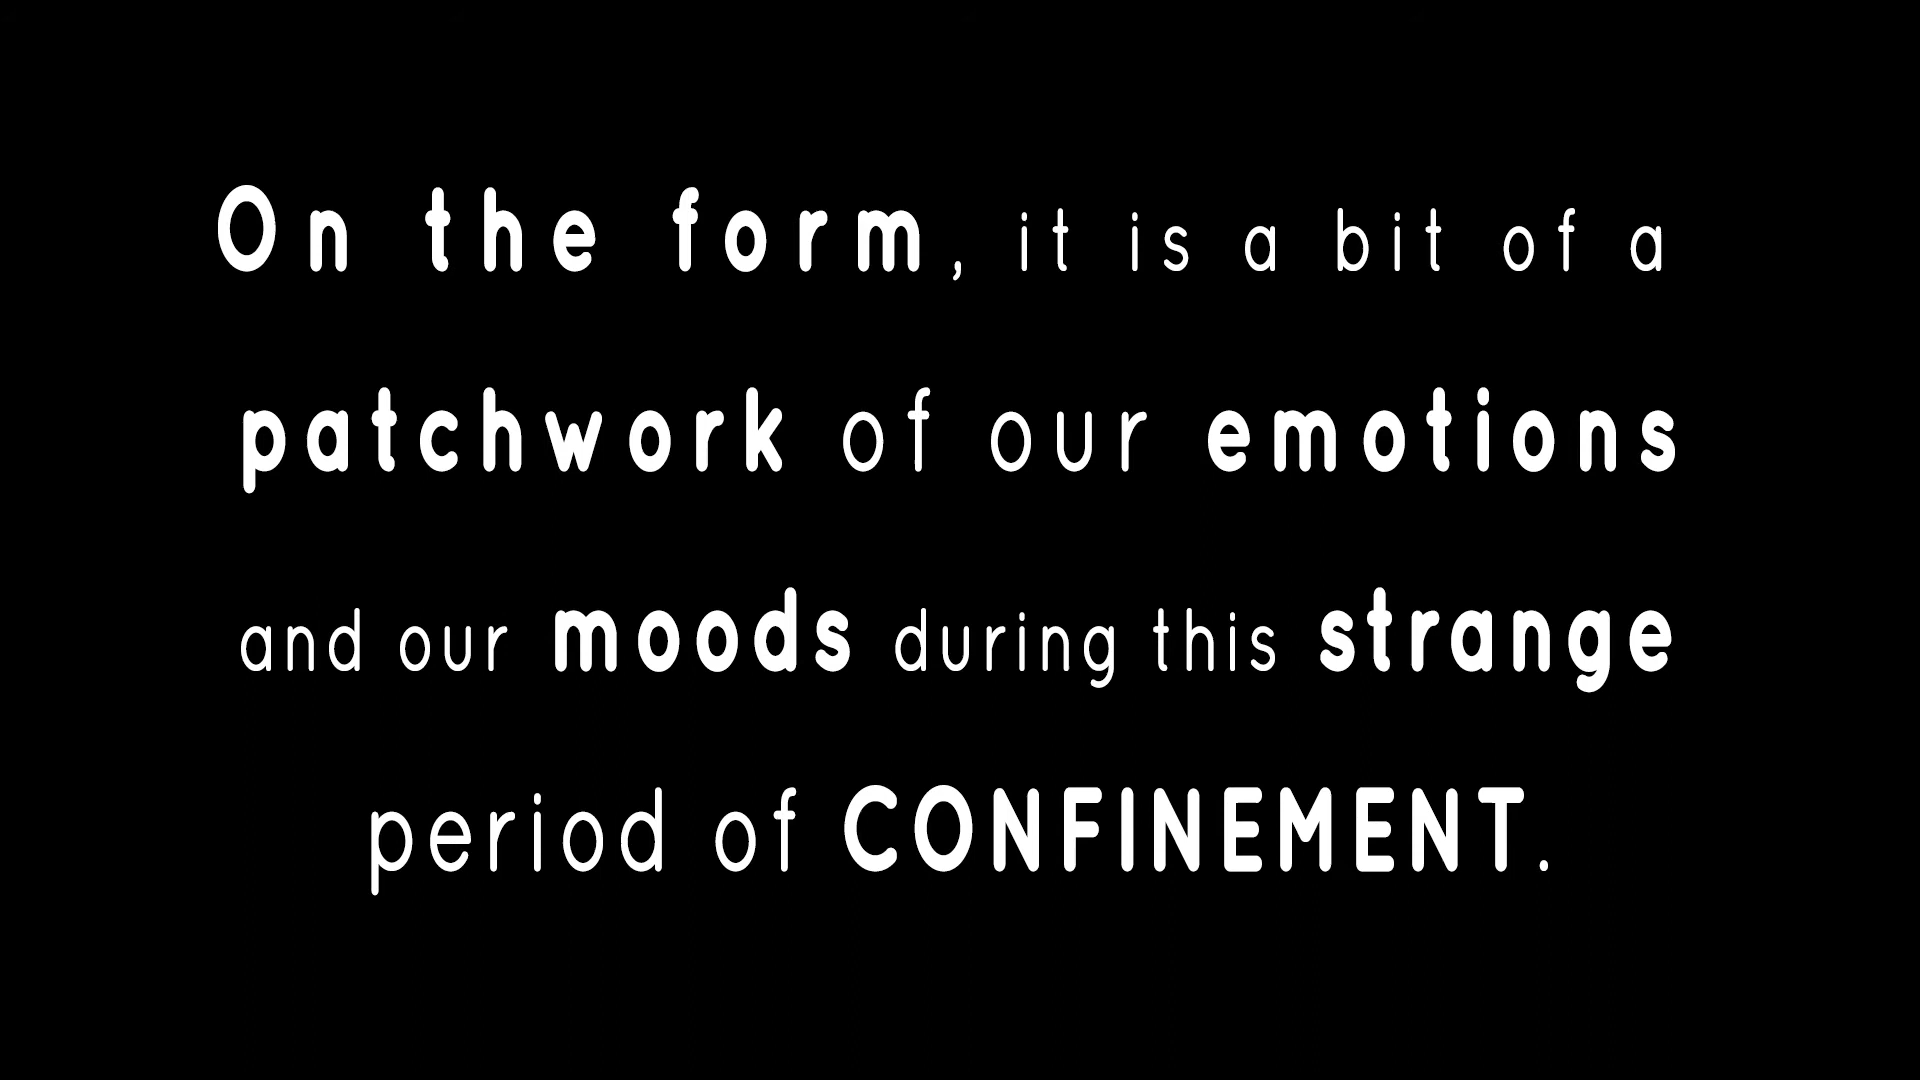 On the form, it is a bit of a
patchwork of our emotions
and our moods during this strange
period of CONFINEMENT.